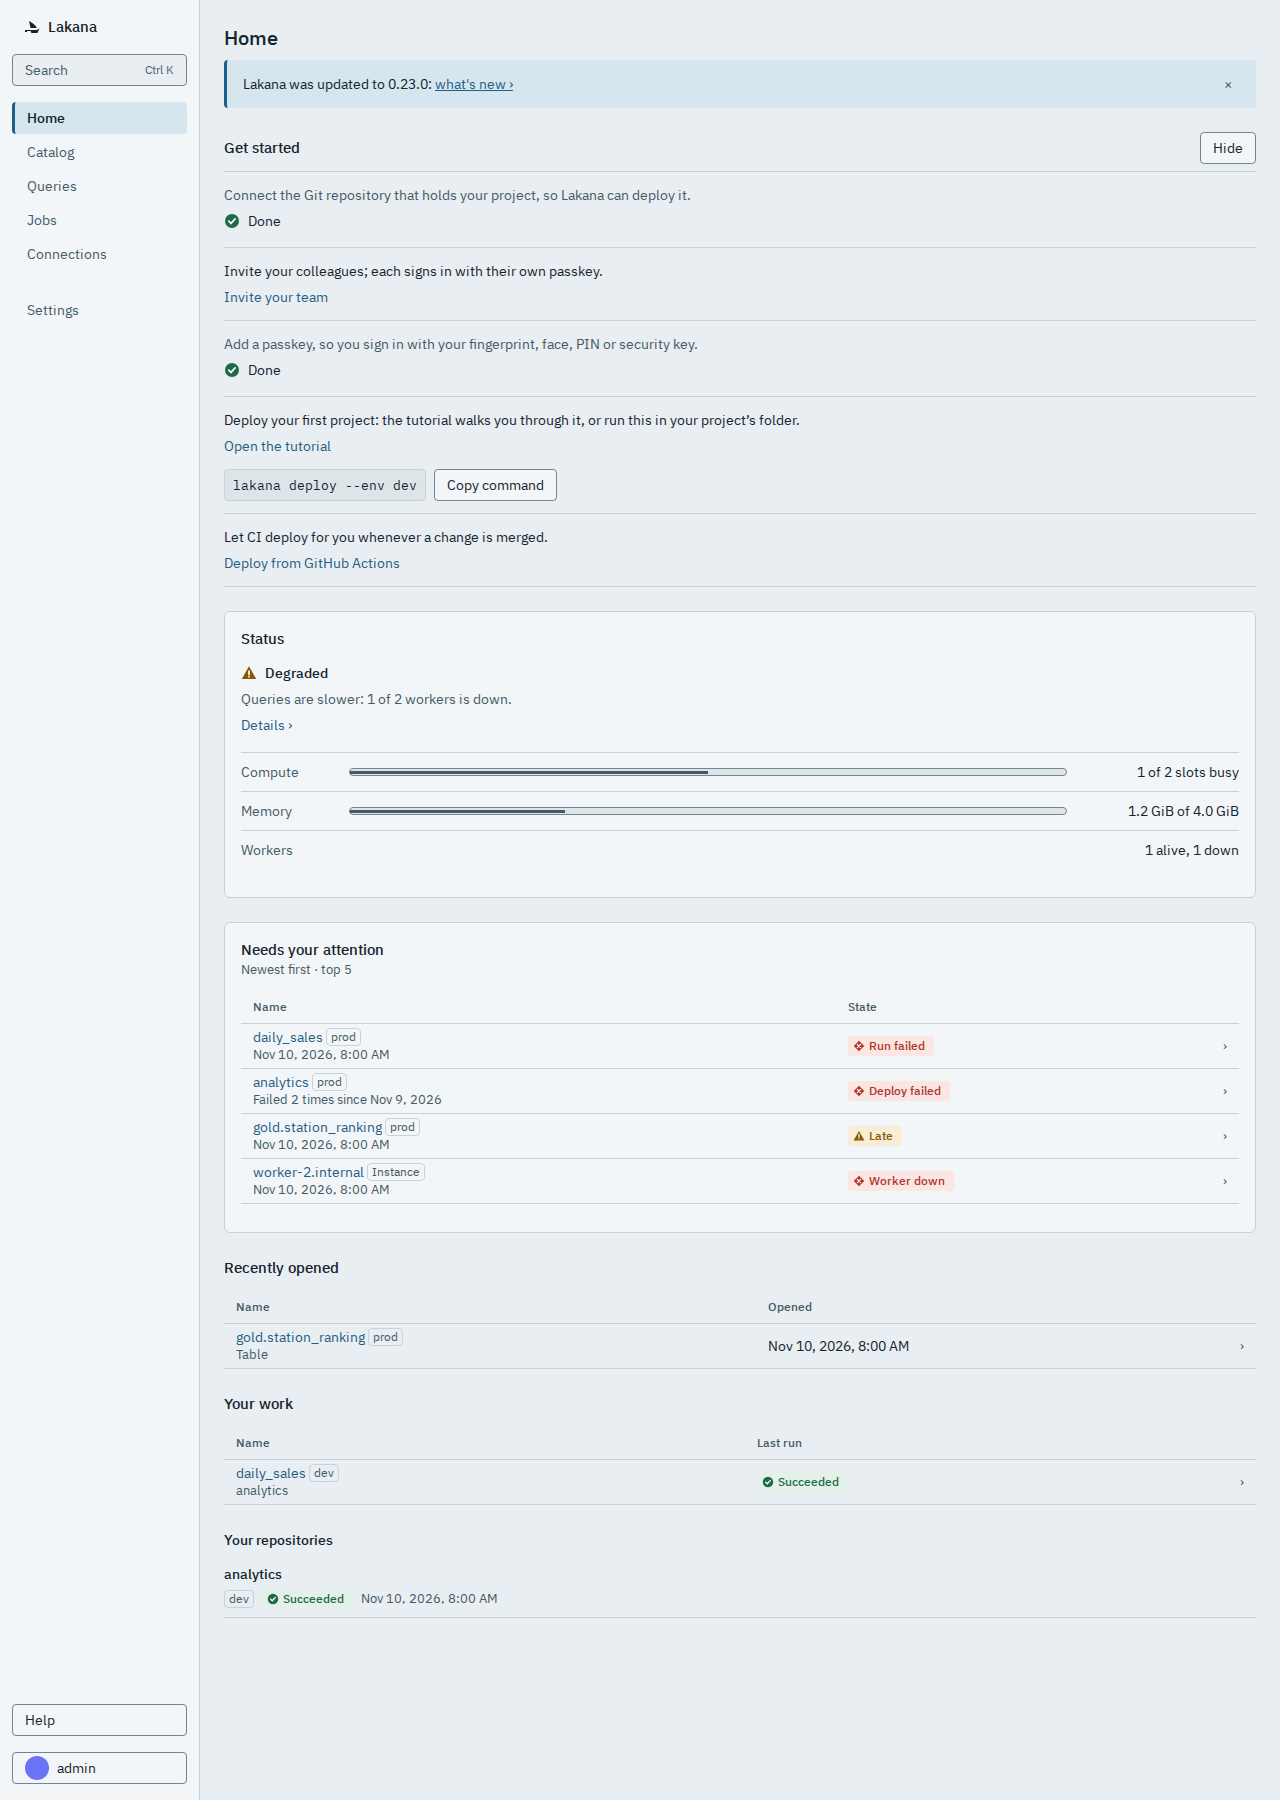 Lakana
Search Ctrl K
Home
Catalog
Queries
Jobs
Connections
Settings
Help
admin
Home
Lakana was updated to 0.23.0: what's new ›
×
Get started
Hide
Connect the Git repository that holds your project, so Lakana can deploy it.
Done
Invite your colleagues; each signs in with their own passkey.
Invite your team
Add a passkey, so you sign in with your fingerprint, face, PIN or security key.
Done
Deploy your first project: the tutorial walks you through it, or run this in your project’s folder.
Open the tutorial
lakana deploy --env dev
Copy command
Let CI deploy for you whenever a change is merged.
Deploy from GitHub Actions
Status
Degraded
Queries are slower: 1 of 2 workers is down.
Details ›
Compute 1 of 2 slots busy
Memory 1.2 GiB of 4.0 GiB
Workers 1 alive, 1 down
Needs your attention
Newest first · top 5
Name State
daily_sales prod Run failed ›
Nov 10, 2026, 8:00 AM
analytics prod Deploy failed ›
Failed 2 times since Nov 9, 2026
gold.station_ranking prod Late ›
Nov 10, 2026, 8:00 AM
worker-2.internal Instance Worker down ›
Nov 10, 2026, 8:00 AM
Recently opened
Name Opened
gold.station_ranking prod Nov 10, 2026, 8:00 AM ›
Table
Your work
Name Last run
daily_sales dev Succeeded ›
analytics
Your repositories
analytics
dev Succeeded Nov 10, 2026, 8:00 AM